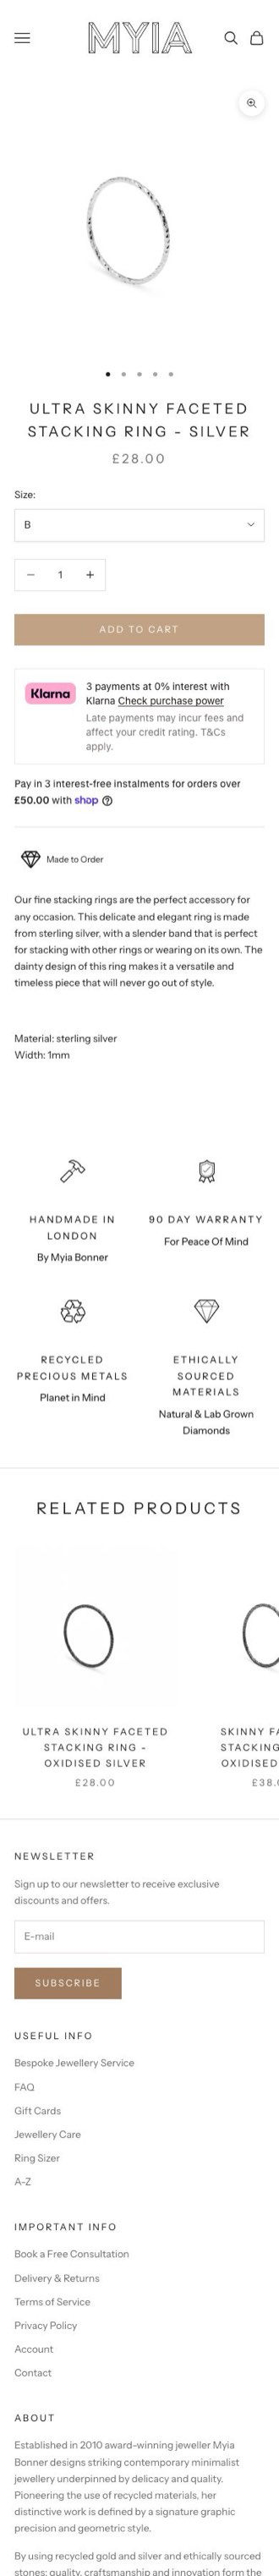 MYIA
ULTRA SKINNY FACETED
STACKING RING - SILVER
£28.00
Size:
B
1
ADD TO CART
Klarna
3 payments at 0% interest with
Klarna Check purchase power
Late payments may incur fees and
affect your credit rating. T&Cs
apply.
Pay in 3 interest-free instalments for orders over
£50.00 with shop
Made to Order
Our fine stacking rings are the perfect accessory for
any occasion. This delicate and elegant ring is made
from sterling silver, with a slender band that is perfect
for stacking with other rings or wearing on its own. The
dainty design of this ring makes it a versatile and
timeless piece that will never go out of style.
Material: sterling silver
Width: 1mm
HANDMADE IN
LONDON
By Myia Bonner
90 DAY WARRANTY
For Peace Of Mind
RECYCLED
PRECIOUS METALS
Planet in Mind
ETHICALLY
SOURCED
MATERIALS
Natural & Lab Grown
Diamonds
RELATED PRODUCTS
ULTRA SKINNY FACETED
STACKING RING -
OXIDISED SILVER
£28.00
SKINNY FA
STACKING
OXIDISED
£38.
NEWSLETTER
Sign up to our newsletter to receive exclusive
discounts and offers.
E-mail
SUBSCRIBE
USEFUL INFO
Bespoke Jewellery Service
FAQ
Gift Cards
Jewellery Care
Ring Sizer
A-Z
IMPORTANT INFO
Book a Free Consultation
Delivery & Returns
Terms of Service
Privacy Policy
Account
Contact
ABOUT
Established in 2010 award-winning jeweller Myia
Bonner designs striking contemporary minimalist
jewellery underpinned by delicacy and quality.
Pioneering the use of recycled materials, her
distinctive work is defined by a signature graphic
precision and geometric style.
By using recycled gold and silver and ethically sourced
stones; quality, craftsmanship and innovation form the